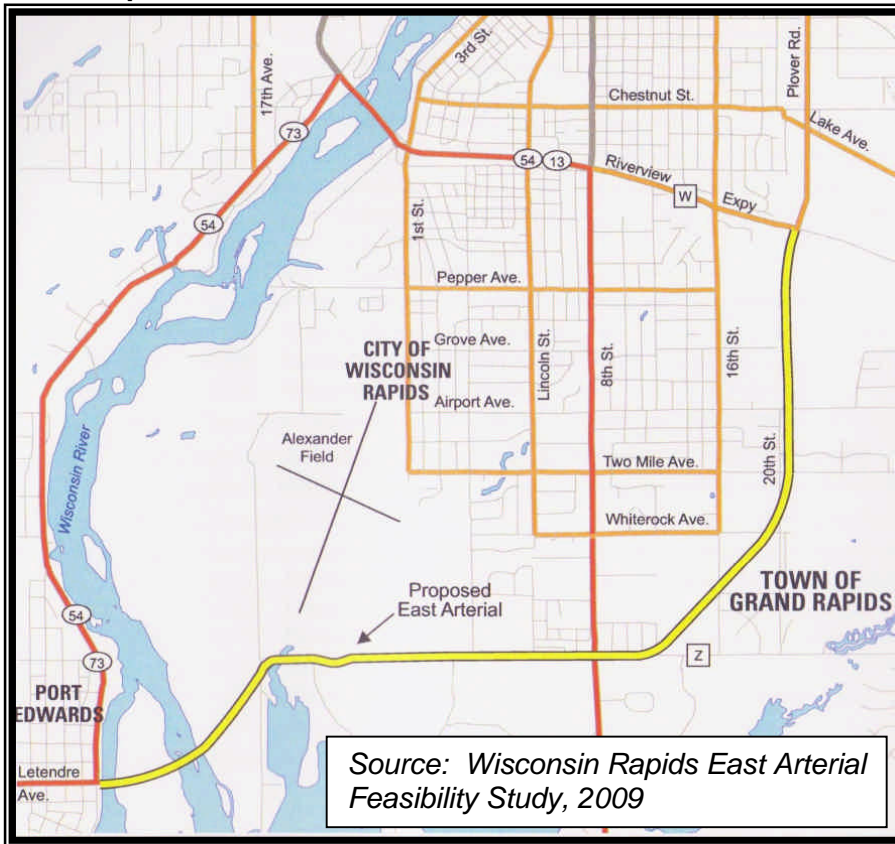 3rd St.
17th Ave.
Plover Rd.
Chestnut St.
Lake Ave.
73
54
13
Riverview
W
Expy
54
1st St.
Pepper Ave.
Lincoln St.
8th St.
16th St.
CITY OF
WISCONSIN
RAPIDS
Grove Ave.
Airport Ave.
Alexander
Field
Wisconsin River
Two Mile Ave.
20th St.
Whiterock Ave.
Proposed
East Arterial
TOWN OF
GRAND RAPIDS
54
73
Z
PORT
EDWARDS
Letendre
Ave.
Source: Wisconsin Rapids East Arterial
Feasibility Study, 2009